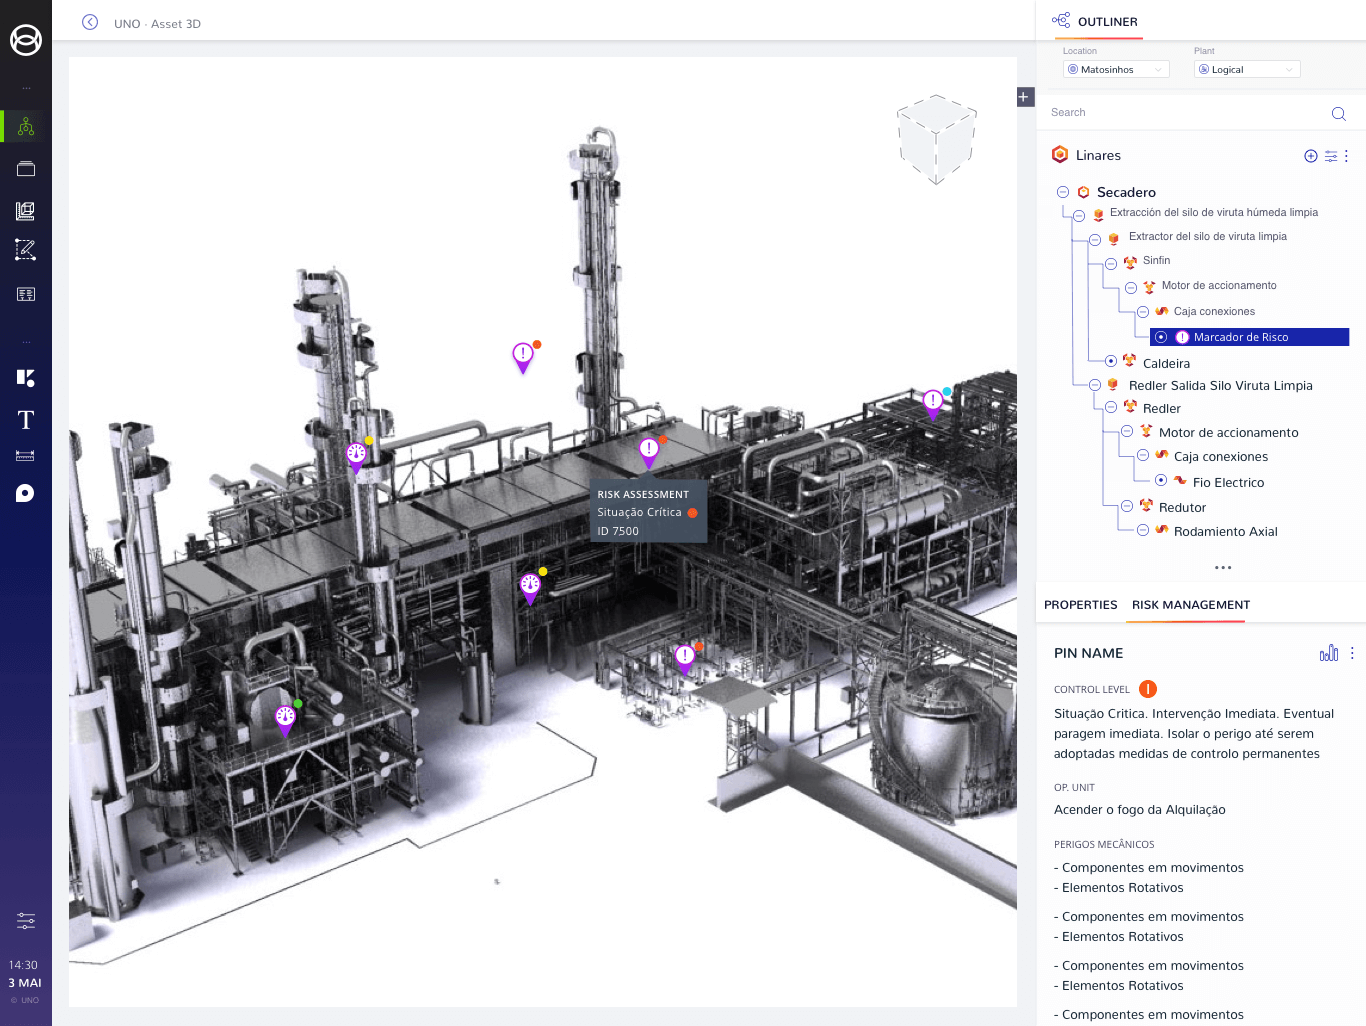 UNO · Asset 3D
OUTLINER
Location
Plant
Matosinhos
Logical
Search
Linares
Secadero
Extracción del silo de viruta húmeda limpia
Extractor del silo de viruta limpia
Sinfin
Motor de accionamento
Caja conexiones
Marcador de Risco
Caldeira
Redler Salida Silo Viruta Limpia
Redler
Motor de accionamento
Caja conexiones
Fio Electrico
Redutor
Rodamiento Axial
RISK ASSESSMENT
Situação Crítica
ID 7500
PROPERTIES
RISK MANAGEMENT
PIN NAME
CONTROL LEVEL I
Situação Critica. Intervenção Imediata. Eventual
paragem imediata. Isolar o perigo até serem
adoptadas medidas de controlo permanentes
OP. UNIT
Acender o fogo da Alquilação
PERIGOS MECÂNICOS
- Componentes em movimentos
- Elementos Rotativos
- Componentes em movimentos
- Elementos Rotativos
- Componentes em movimentos
- Elementos Rotativos
- Componentes em movimentos
T
14:30
3 MAI
© UNO